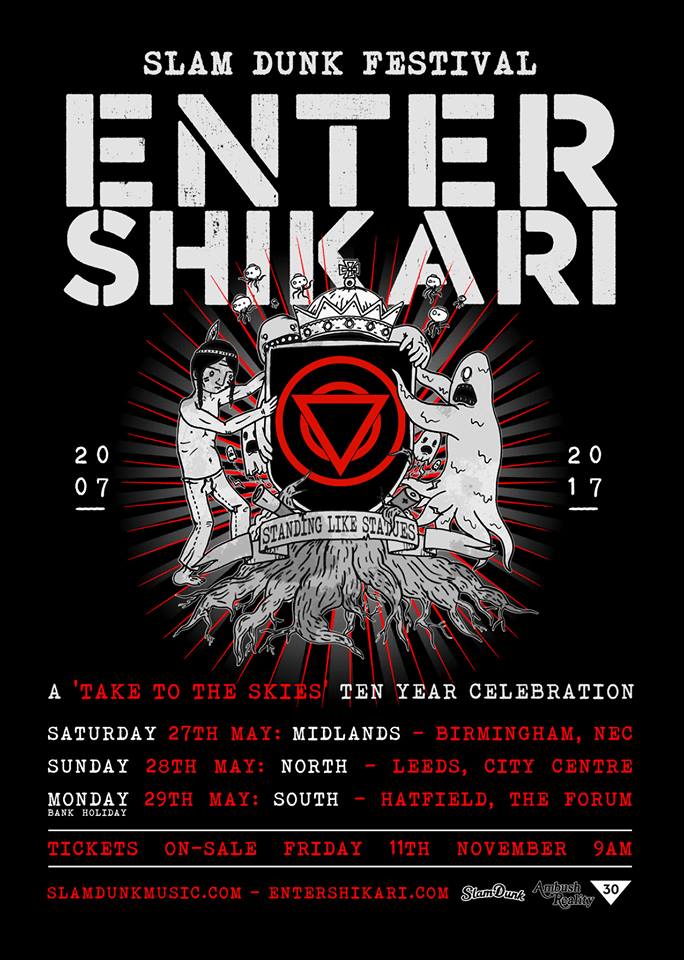 SLAM DUNK FESTIVAL
ENTER
SHIKARI
20 20
07 17
STANDING LIKE STATUES
A 'TAKE TO THE SKIES' TEN YEAR CELEBRATION
SATURDAY 27TH MAY: MIDLANDS - BIRMINGHAM, NEC
SUNDAY 28TH MAY: NORTH - LEEDS, CITY CENTRE
MONDAY 29TH MAY: SOUTH - HATFIELD, THE FORUM
BANK HOLIDAY
TICKETS ON-SALE FRIDAY 11TH NOVEMBER 9AM
SLAMDUNKMUSIC.COM - ENTERSHIKARI.COM Slam Dunk Ambush Reality 30